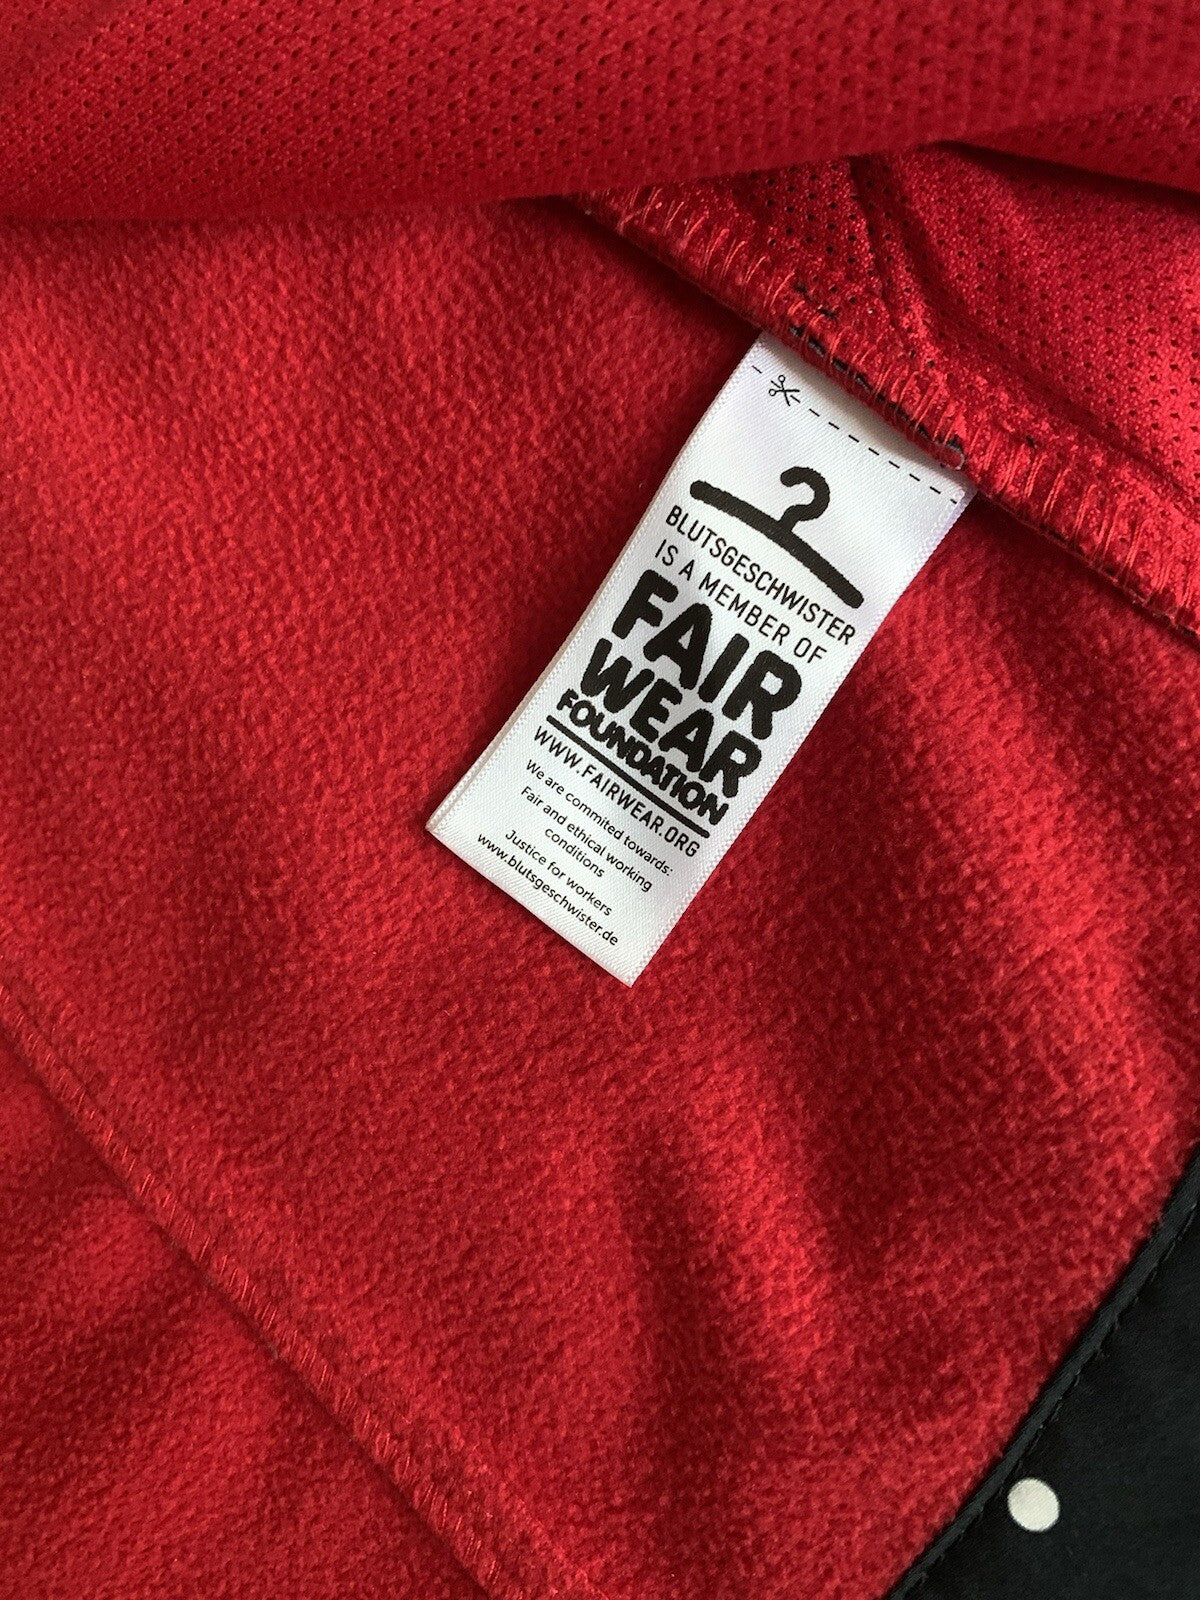 BLUTSGESCHWISTER
IS A MEMBER OF
FAIR
WEAR
FOUNDATION
WWW.FAIRWEAR.ORG
We are commited towards:
Fair and ethical working
conditions
Justice for workers
www.blutsgeschwister.de